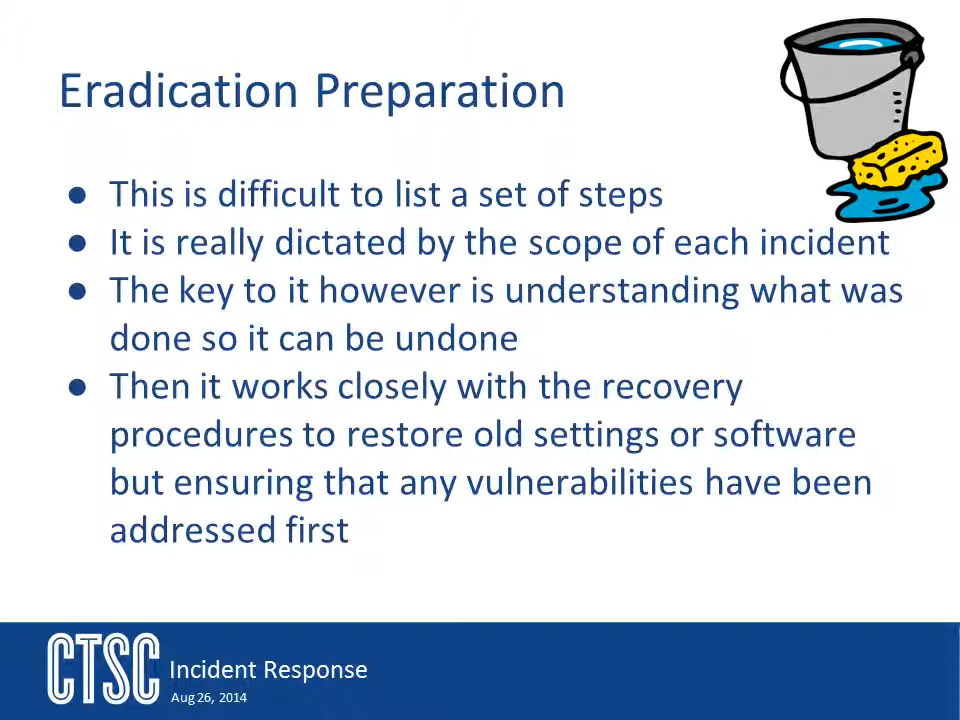 Eradication Preparation
● This is difficult to list a set of steps
● It is really dictated by the scope of each incident
● The key to it however is understanding what was
done so it can be undone
● Then it works closely with the recovery
procedures to restore old settings or software
but ensuring that any vulnerabilities have been
addressed first
CTSC
Incident Response
Aug 26, 2014